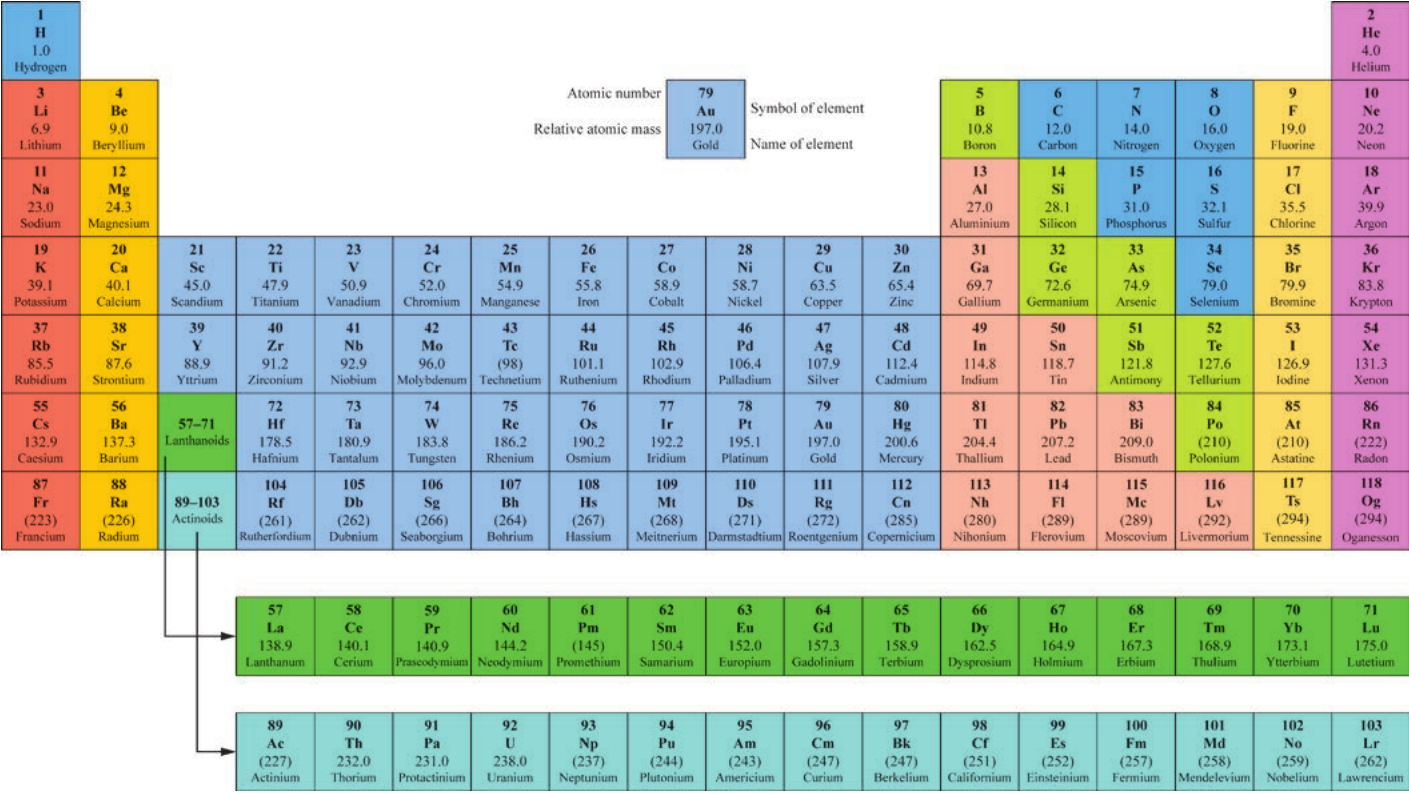 1 2
H He
1.0 4.0
Hydrogen Helium
3 4 Atomic number 79 5 6 7 8 9 10
Li Be Au Symbol of element B C N O F Ne
6.9 9.0 Relative atomic mass 197.0 10.8 12.0 14.0 16.0 19.0 20.2
Lithium Beryllium Gold Name of element Boron Carbon Nitrogen Oxygen Fluorine Neon
11 12 13 14 15 16 17 18
Na Mg Al Si P S Cl Ar
23.0 24.3 27.0 28.1 31.0 32.1 35.5 39.9
Sodium Magnesium Aluminium Silicon Phosphorus Sulfur Chlorine Argon
19 20 21 22 23 24 25 26 27 28 29 30 31 32 33 34 35 36
K Ca Sc Ti V Cr Mn Fe Co Ni Cu Zn Ga Ge As Se Br Kr
39.1 40.1 45.0 47.9 50.9 52.0 54.9 55.8 58.9 58.7 63.5 65.4 69.7 72.6 74.9 79.0 79.9 83.8
Potassium Calcium Scandium Titanium Vanadium Chromium Manganese Iron Cobalt Nickel Copper Zinc Gallium Germanium Arsenic Selenium Bromine Krypton
37 38 39 40 41 42 43 44 45 46 47 48 49 50 51 52 53 54
Rb Sr Y Zr Nb Mo Tc Ru Rh Pd Ag Cd In Sn Sb Te I Xe
85.5 87.6 88.9 91.2 92.9 96.0 (98) 101.1 102.9 106.4 107.9 112.4 114.8 118.7 121.8 127.6 126.9 131.3
Rubidium Strontium Yttrium Zirconium Niobium Molybdenum Technetium Ruthenium Rhodium Palladium Silver Cadmium Indium Tin Antimony Tellurium Iodine Xenon
55 56 57–71 72 73 74 75 76 77 78 79 80 81 82 83 84 85 86
Cs Ba Lanthanoids Hf Ta W Re Os Ir Pt Au Hg Tl Pb Bi Po At Rn
132.9 137.3 178.5 180.9 183.8 186.2 190.2 192.2 195.1 197.0 200.6 204.4 207.2 209.0 (210) (210) (222)
Caesium Barium Hafnium Tantalum Tungsten Rhenium Osmium Iridium Platinum Gold Mercury Thallium Lead Bismuth Polonium Astatine Radon
87 88 89–103 104 105 106 107 108 109 110 111 112 113 114 115 116 117 118
Fr Ra Actinoids Rf Db Sg Bh Hs Mt Ds Rg Cn Nh Fl Mc Lv Ts Og
(223) (226) (261) (262) (266) (264) (267) (268) (271) (272) (285) (280) (289) (289) (292) (294) (294)
Francium Radium Rutherfordium Dubnium Seaborgium Bohrium Hassium Meitnerium Darmstadtium Roentgenium Copernicium Nihonium Flerovium Moscovium Livermorium Tennessine Oganesson
57 58 59 60 61 62 63 64 65 66 67 68 69 70 71
La Ce Pr Nd Pm Sm Eu Gd Tb Dy Ho Er Tm Yb Lu
138.9 140.1 140.9 144.2 (145) 150.4 152.0 157.3 158.9 162.5 164.9 167.3 168.9 173.1 175.0
Lanthanum Cerium Praseodymium Neodymium Promethium Samarium Europium Gadolinium Terbium Dysprosium Holmium Erbium Thulium Ytterbium Lutetium
89 90 91 92 93 94 95 96 97 98 99 100 101 102 103
Ac Th Pa U Np Pu Am Cm Bk Cf Es Fm Md No Lr
(227) 232.0 231.0 238.0 (237) (244) (243) (247) (247) (251) (252) (257) (258) (259) (262)
Actinium Thorium Protactinium Uranium Neptunium Plutonium Americium Curium Berkelium Californium Einsteinium Fermium Mendelevium Nobelium Lawrencium